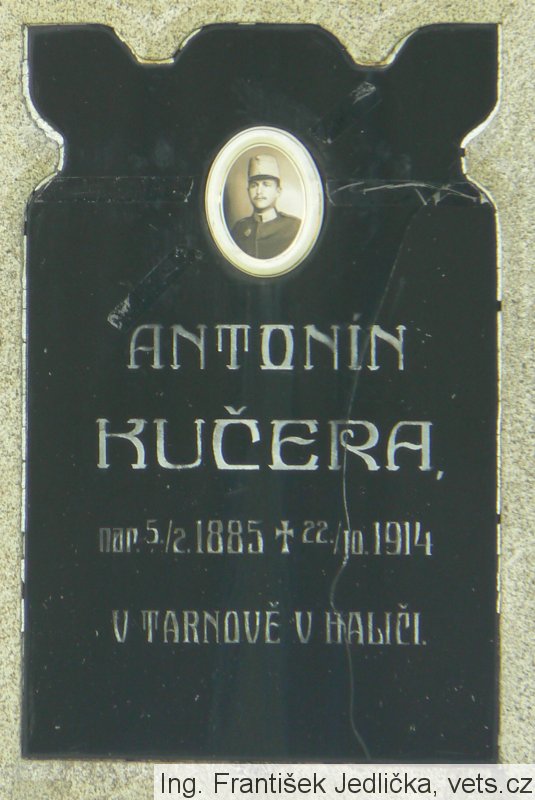 ANTONÍN
KUČERA,
nar. 5./2. 1885 ✝ 22./10. 1914
V TARNOVĚ V HALIČI.
Ing. František Jedlička, vets.cz